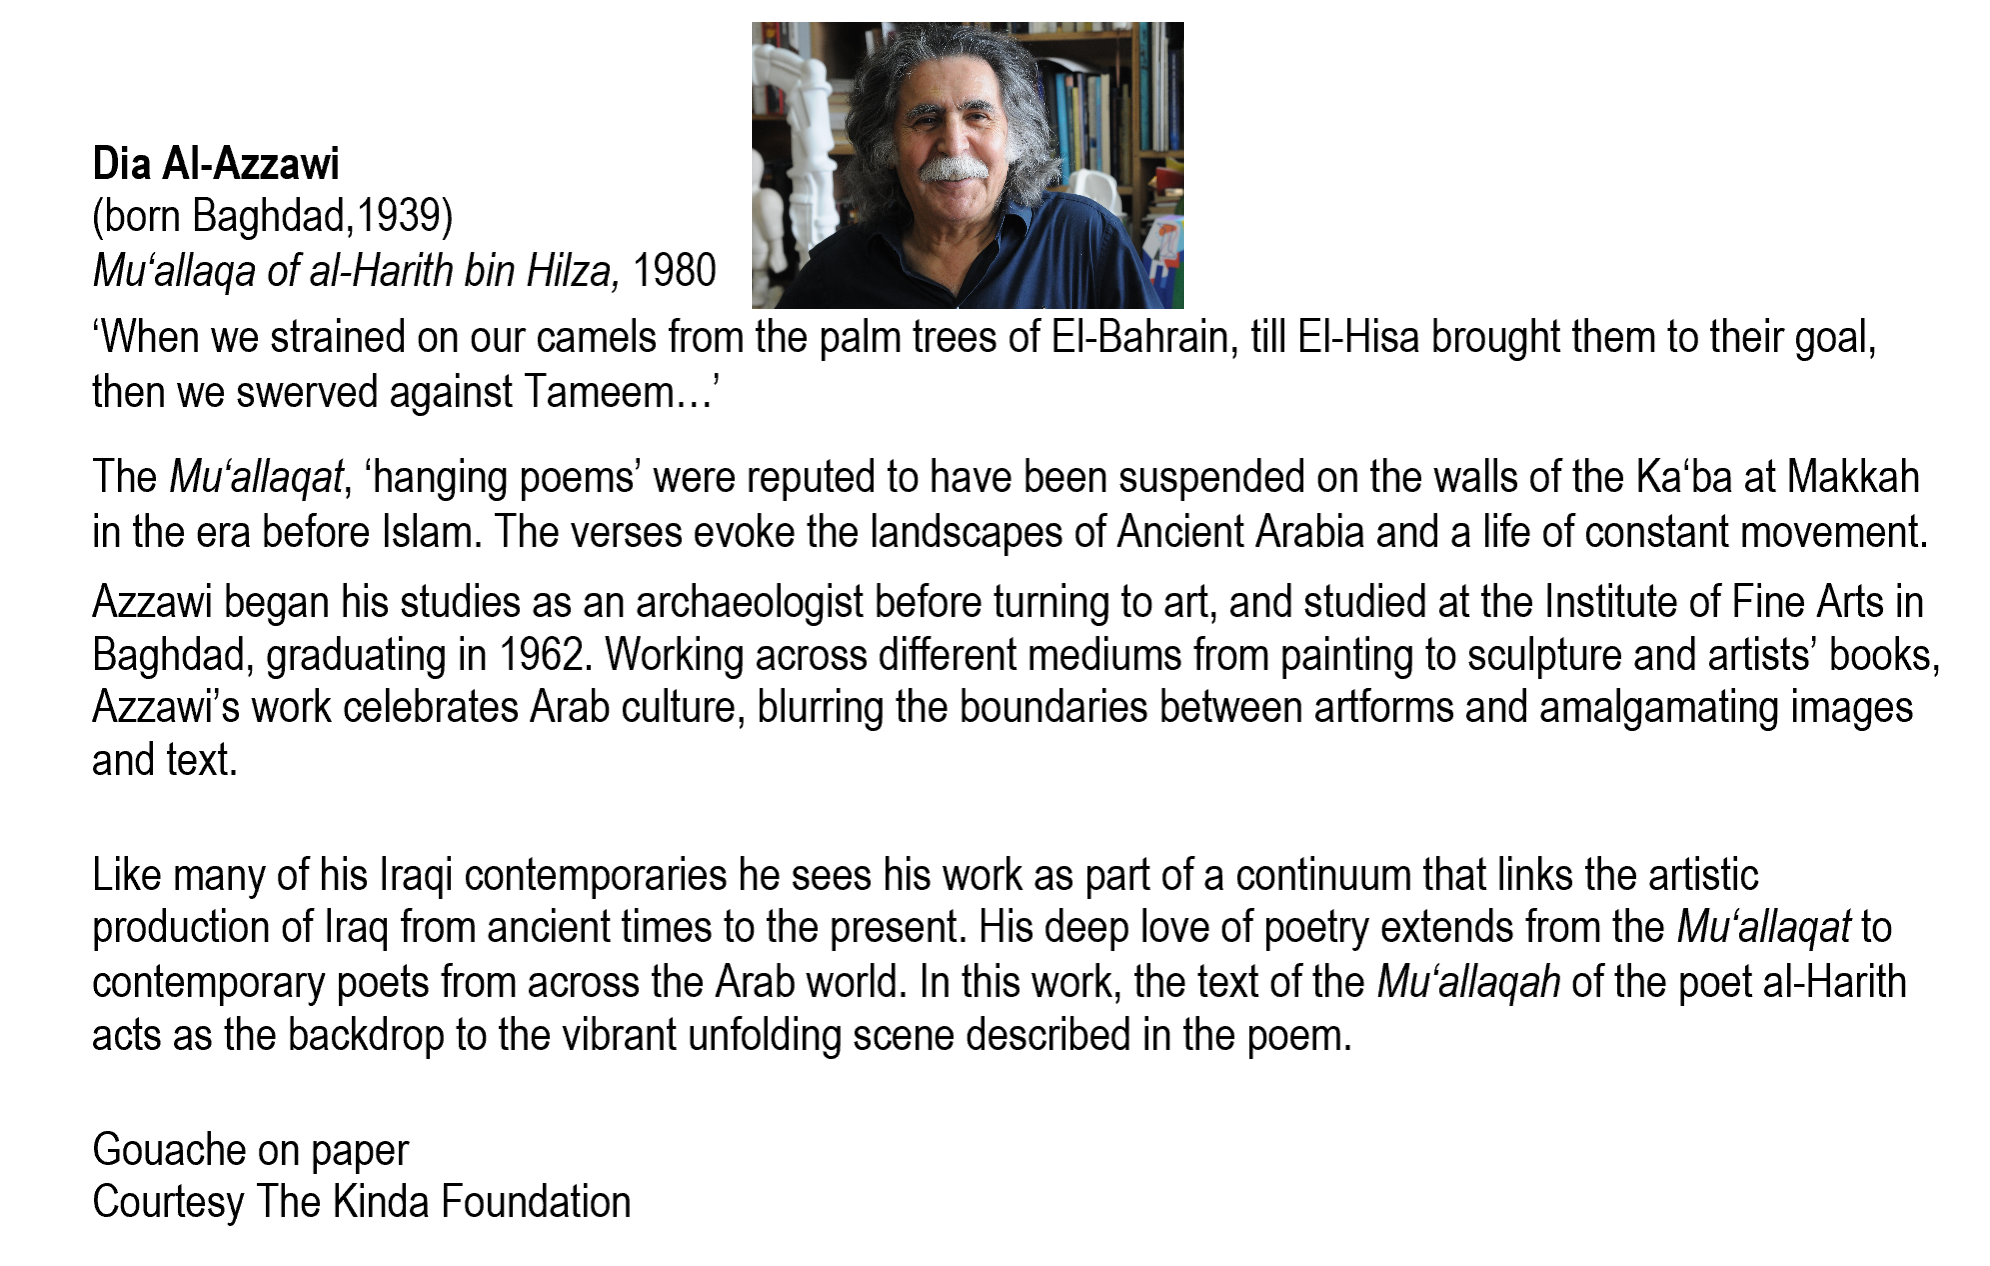 Dia Al-Azzawi
(born Baghdad,1939)
Mu‘allaqa of al-Harith bin Hilza, 1980
‘When we strained on our camels from the palm trees of El-Bahrain, till El-Hisa brought them to their goal,
then we swerved against Tameem…’
The Mu‘allaqat, ‘hanging poems’ were reputed to have been suspended on the walls of the Ka‘ba at Makkah
in the era before Islam. The verses evoke the landscapes of Ancient Arabia and a life of constant movement.
Azzawi began his studies as an archaeologist before turning to art, and studied at the Institute of Fine Arts in
Baghdad, graduating in 1962. Working across different mediums from painting to sculpture and artists’ books,
Azzawi’s work celebrates Arab culture, blurring the boundaries between artforms and amalgamating images
and text.
Like many of his Iraqi contemporaries he sees his work as part of a continuum that links the artistic
production of Iraq from ancient times to the present. His deep love of poetry extends from the Mu‘allaqat to
contemporary poets from across the Arab world. In this work, the text of the Mu‘allaqah of the poet al-Harith
acts as the backdrop to the vibrant unfolding scene described in the poem.
Gouache on paper
Courtesy The Kinda Foundation